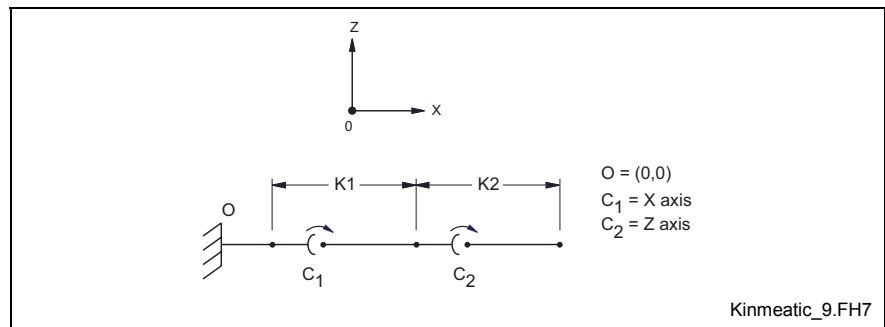 Z
X
0
K1
K2
O = (0,0)
C1 = X axis
C2 = Z axis
O
C1
C2
Kinmeatic_9.FH7